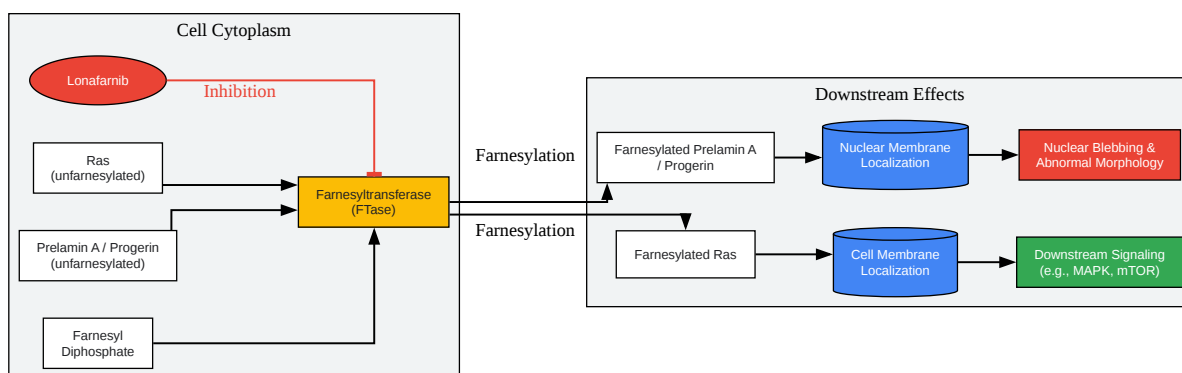 Cell Cytoplasm
Lonafarnib
Inhibition
Ras
(unfarnesylated)
Prelamin A / Progerin
(unfarnesylated)
Farnesyl
Diphosphate
Farnesyltransferase
(FTase)
Farnesylation
Farnesylation
Downstream Effects
Farnesylated Prelamin A
/ Progerin
Nuclear Membrane
Localization
Nuclear Blebbing &
Abnormal Morphology
Farnesylated Ras
Cell Membrane
Localization
Downstream Signaling
(e.g., MAPK, mTOR)